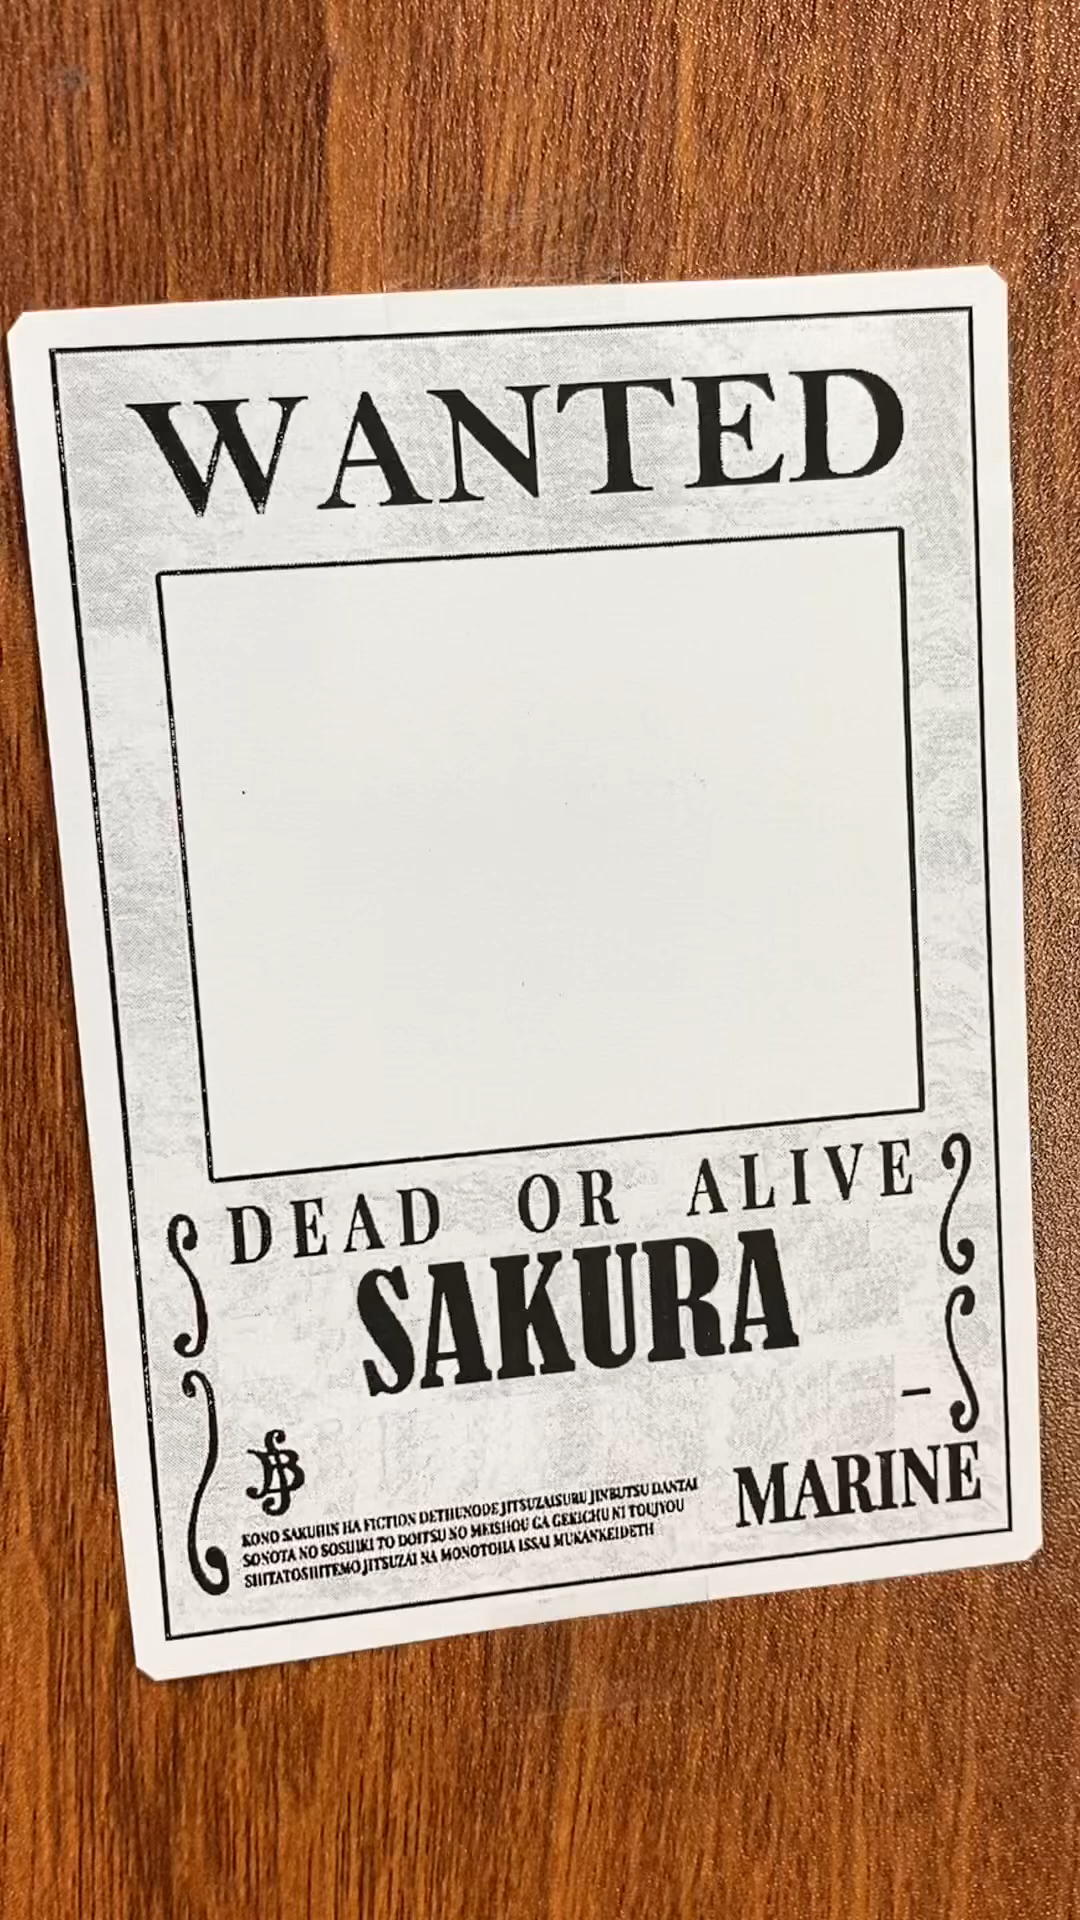 WANTED
DEAD OR ALIVE
SAKURA
–
MARINE
KONO SAKUHIN HA FICTION DETHUNODE JITSUZAISURU JINBUTSU DANTAI
SONOTA NO SOSHIKI TO DOITSU NO MEISHOU GA GEKICHU NI TOUJYOU
SHITATOSHITEMO JITSUZAI NA MONOTOHA ISSAI MUKANKEIDETH